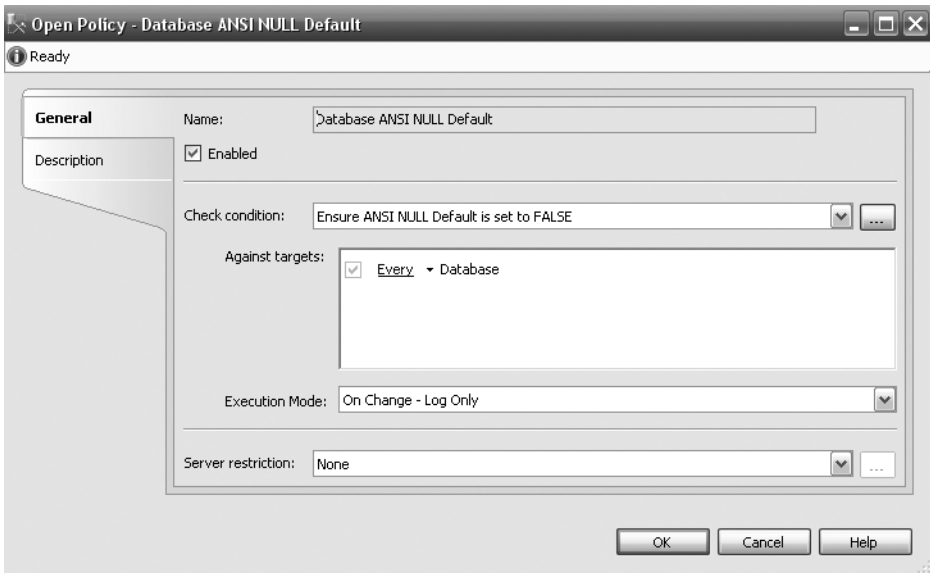 Open Policy - Database ANSI NULL Default
Ready
General
Description
Name: Database ANSI NULL Default
Enabled
Check condition: Ensure ANSI NULL Default is set to FALSE ...
Against targets: Every Database
Execution Mode: On Change - Log Only
Server restriction: None ...
OK Cancel Help